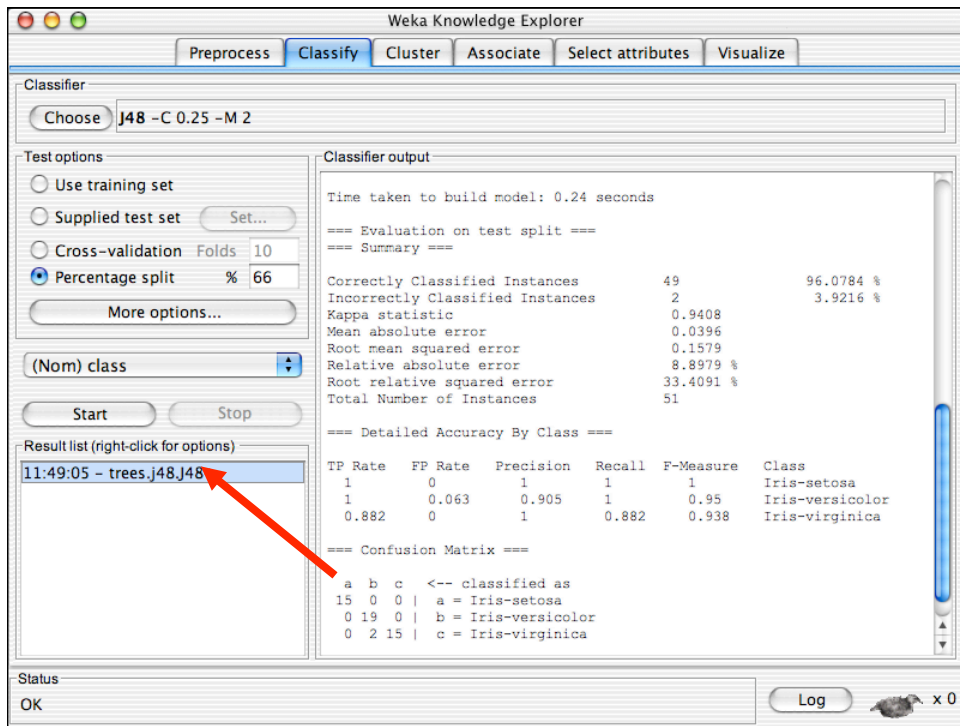 Weka Knowledge Explorer
Preprocess Classify Cluster Associate Select attributes Visualize
Classifier
Choose J48 -C 0.25 -M 2
Test options
Use training set
Supplied test set Set...
Cross-validation Folds 10
Percentage split % 66
More options...
(Nom) class
Start Stop
Result list (right-click for options)
11:49:05 - trees.j48.J48
Classifier output
Time taken to build model: 0.24 seconds
=== Evaluation on test split ===
=== Summary ===
Correctly Classified Instances 49 96.0784 %
Incorrectly Classified Instances 2 3.9216 %
Kappa statistic 0.9408
Mean absolute error 0.0396
Root mean squared error 0.1579
Relative absolute error 8.8979 %
Root relative squared error 33.4091 %
Total Number of Instances 51
=== Detailed Accuracy By Class ===
TP Rate FP Rate Precision Recall F-Measure Class
1 0 1 1 1 Iris-setosa
1 0.063 0.905 1 0.95 Iris-versicolor
0.882 0 1 0.882 0.938 Iris-virginica
=== Confusion Matrix ===
a b c <-- classified as
15 0 0 | a = Iris-setosa
0 19 0 | b = Iris-versicolor
0 2 15 | c = Iris-virginica
Status
OK
Log x 0